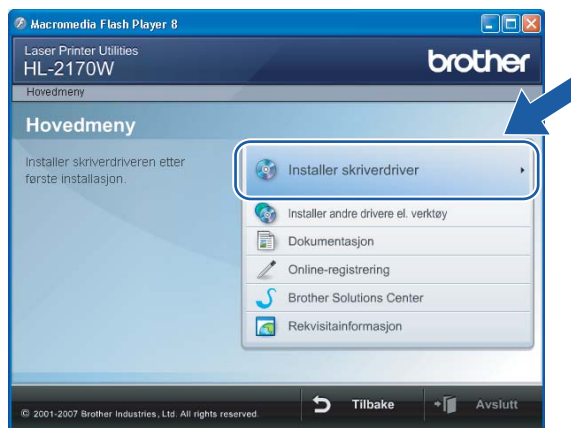 Macromedia Flash Player 8
Laser Printer Utilities
HL-2170W
brother
Hovedmeny
Hovedmeny
Installer skriverdriveren etter
første installasjon.
Installer skriverdriver
Installer andre drivere el. verktøy
Dokumentasjon
Online-registrering
Brother Solutions Center
Rekvisitainformasjon
© 2001-2007 Brother Industries, Ltd. All rights reserved.
Tilbake
Avslutt